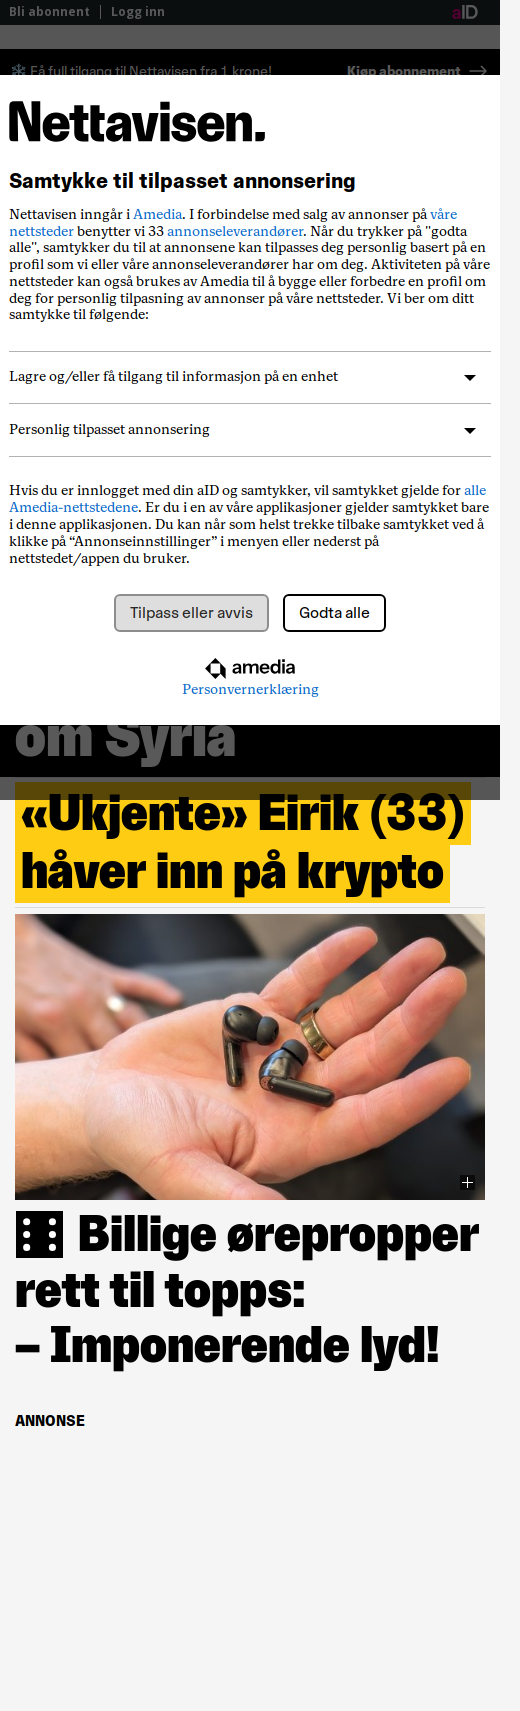 Bli abonnent | Logg inn aID
Få full tilgang til Nettavisen fra 1 krone! Kjøp abonnement
Nettavisen.
Samtykke til tilpasset annonsering
Nettavisen inngår i Amedia. I forbindelse med salg av annonser på våre
nettsteder benytter vi 33 annonseleverandører. Når du trykker på "godta
alle", samtykker du til at annonsene kan tilpasses deg personlig basert på en
profil som vi eller våre annonseleverandører har om deg. Aktiviteten på våre
nettsteder kan også brukes av Amedia til å bygge eller forbedre en profil om
deg for personlig tilpasning av annonser på våre nettsteder. Vi ber om ditt
samtykke til følgende:
Lagre og/eller få tilgang til informasjon på en enhet
Personlig tilpasset annonsering
Hvis du er innlogget med din aID og samtykker, vil samtykket gjelde for alle
Amedia-nettstedene. Er du i en av våre applikasjoner gjelder samtykket bare
i denne applikasjonen. Du kan når som helst trekke tilbake samtykket ved å
klikke på “Annonseinnstillinger” i menyen eller nederst på
nettstedet/appen du bruker.
Tilpass eller avvis Godta alle
amedia
Personvernerklæring
om Syria
«Ukjente» Eirik (33)
håver inn på krypto
Billige ørepropper
rett til topps:
– Imponerende lyd!
ANNONSE